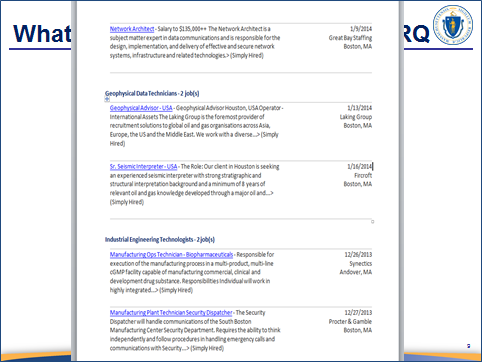 What RQ
Network Architect - Salary to $135,000++ The Network Architect is a 1/9/2014
subject matter expert in data communications and is responsible for the Great Bay Staffing
design, implementation, and delivery of effective and secure network Boston, MA
systems, infrastructure and related technologies.> (Simply Hired)
Geophysical Data Technicians - 2 job(s)
Geophysical Advisor - USA - Geophysical Advisor Houston, USA Operator - 1/13/2014
International Assets The Laking Group is the foremost provider of Laking Group
recruitment solutions to global oil and gas organisations across Asia, Boston, MA
Europe, the US and the Middle East. We work with a diverse...> (Simply
Hired)
Sr. Seismic Interpreter - USA - The Role: Our client in Houston is seeking 1/16/2014
an experienced seismic interpreter with strong stratigraphic and Fircroft
structural interpretation background and a minimum of 8 years of Boston, MA
relevant oil and gas knowledge developed through a major oil and...>
(Simply Hired)
Industrial Engineering Technologists - 2 job(s)
Manufacturing Ops Technician - Biopharmaceuticals - Responsible for 12/26/2013
execution of the manufacturing process in a multi-product, multi-line Synectics
cGMP facility capable of manufacturing commercial, clinical and Andover, MA
development drug substance. Responsibilities Individual will work in
highly integrated...> (Simply Hired)
Manufacturing Plant Technician Security Dispatcher - The Security 12/27/2013
Dispatcher will handle communications of the South Boston Procter & Gamble
Manufacturing Center Security Department. Requires the ability to think Boston, MA
independently and follow procedures in handling emergency calls and
communications with Security...> (Simply Hired)